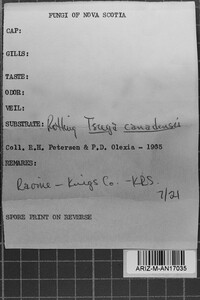 FUNGI OF NOVA SCOTIA
CAP:
GILLS:
TASTE:
ODOR:
VEIL:
SUBSTRATE: Rotting Tsuga canadensis
Coll. R.H. Petersen & P.D. Olexia - 1985
REMARKS:
Ravine - Kings Co. - KRS.
7/21
SPORE PRINT ON REVERSE
ARIZ-M-AN17035